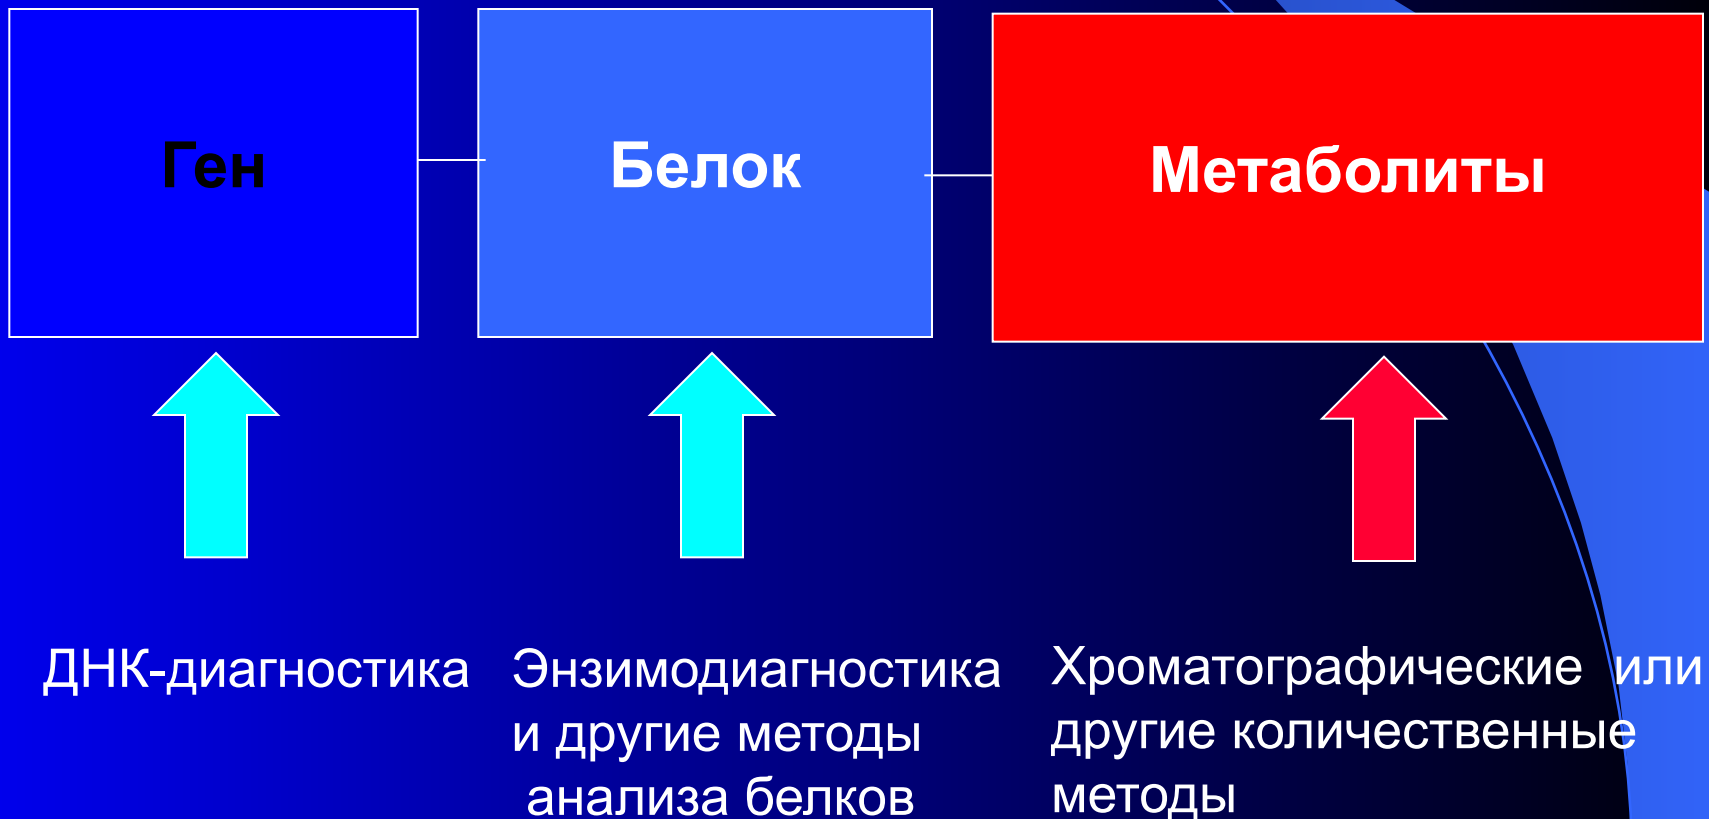 Ген
Белок
Метаболиты
ДНК-диагностика
Энзимодиагностика
и другие методы
анализа белков
Хроматографические или
другие количественные
методы